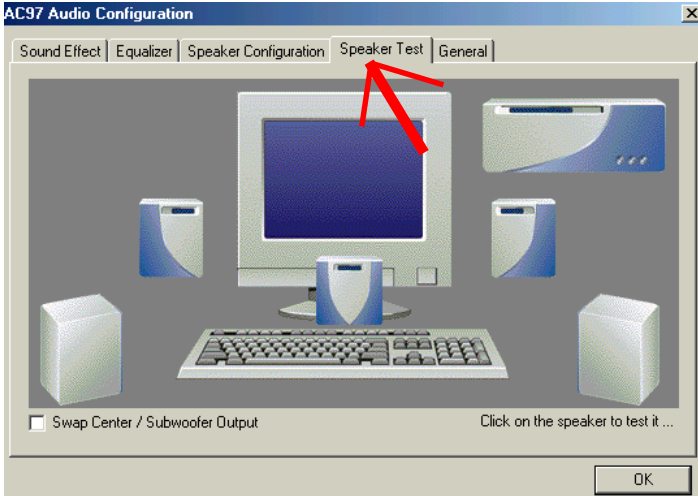 AC97 Audio Configuration
Sound Effect Equalizer Speaker Configuration Speaker Test General
Swap Center / Subwoofer Output Click on the speaker to test it ...
OK